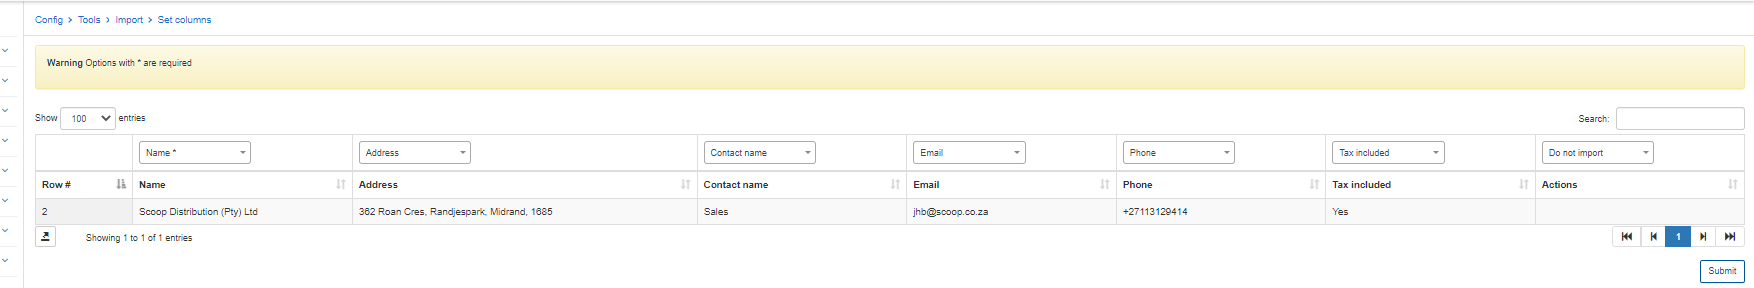 Config > Tools > Import > Set columns
Warning Options with * are required
Show 100 entries Search:
Name * Address Contact name Email Phone Tax included Do not import
Row # Name Address Contact name Email Phone Tax included Actions
2 Scoop Distribution (Pty) Ltd 362 Roan Cres, Randjespark, Midrand, 1685 Sales jhb@scoop.co.za +27113129414 Yes
Showing 1 to 1 of 1 entries 1
Submit